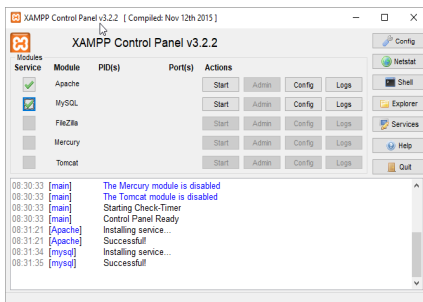 XAMPP Control Panel v3.2.2 [ Compiled: Nov 12th 2015 ]
XAMPP Control Panel v3.2.2
Config
Modules
Service Module PID(s) Port(s) Actions
Netstat
Apache Start Admin Config Logs
Shell
MySQL Start Admin Config Logs
Explorer
FileZilla Start Admin Config Logs
Services
Mercury Start Admin Config Logs
Help
Tomcat Start Admin Config Logs
Quit
08:30:33 [main] The Mercury module is disabled
08:30:33 [main] The Tomcat module is disabled
08:30:33 [main] Starting Check-Timer
08:30:33 [main] Control Panel Ready
08:31:21 [Apache] Installing service...
08:31:21 [Apache] Successful!
08:31:34 [mysql] Installing service...
08:31:35 [mysql] Successful!